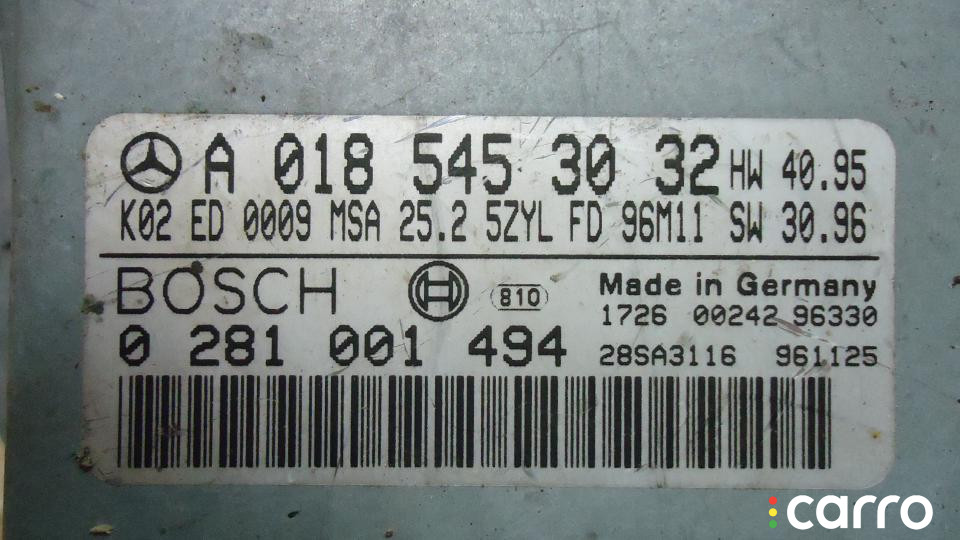 A 018 545 30 32 HW 40.95
K02 ED 0009 MSA 25.2 5ZYL FD 96M11 SW 30.96
BOSCH 810 Made in Germany
1726 00242 96330
0 281 001 494 28SA3116 961125
carro